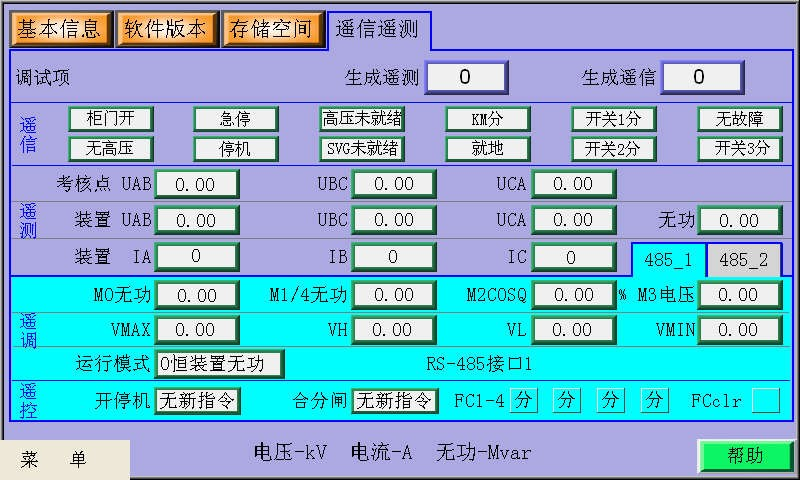 基本信息 软件版本 存储空间 遥信遥测
调试项 生成遥测 0 生成遥信 0
遥信 柜门开 急停 高压未就绪 KM分 开关1分 无故障
无高压 停机 SVG未就绪 就地 开关2分 开关3分
考核点 UAB 0.00 UBC 0.00 UCA 0.00
遥测 装置 UAB 0.00 UBC 0.00 UCA 0.00 无功 0.00
装置 IA 0 IB 0 IC 0 485_1 485_2
M0无功 0.00 M1/4无功 0.00 M2COSQ 0.00 % M3电压 0.00
遥调 VMAX 0.00 VH 0.00 VL 0.00 VMIN 0.00
运行模式 0恒装置无功 RS-485接口1
遥控 开停机 无新指令 合分闸 无新指令 FC1-4 分 分 分 分 FCclr
菜 单 电压-kV 电流-A 无功-Mvar 帮助